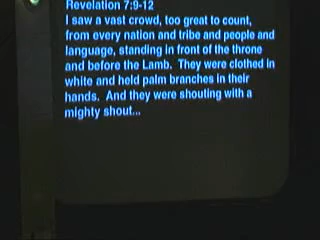 Revelation 7:9-12
I saw a vast crowd, too great to count,
from every nation and tribe and people and
language, standing in front of the throne
and before the Lamb. They were clothed in
white and held palm branches in their
hands. And they were shouting with a
mighty shout...